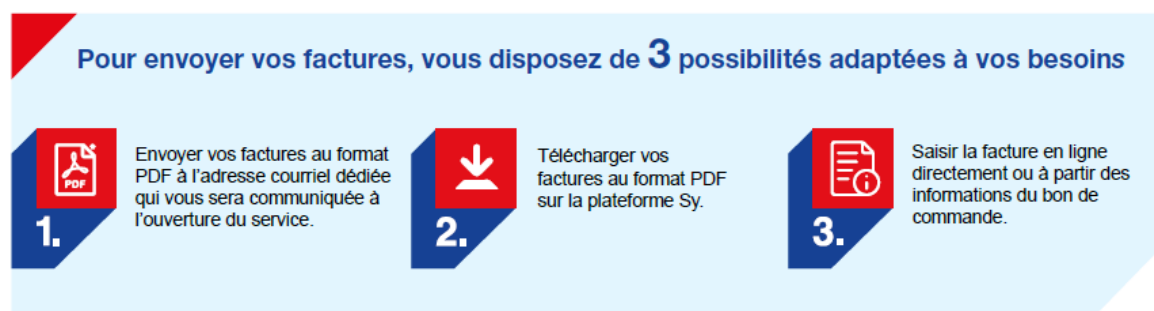 Pour envoyer vos factures, vous disposez de 3 possibilités adaptées à vos besoins
PDF
1.
Envoyer vos factures au format
PDF à l'adresse courriel dédiée
qui vous sera communiquée à
l'ouverture du service.
2.
Télécharger vos
factures au format PDF
sur la plateforme Sy.
3.
Saisir la facture en ligne
directement ou à partir des
informations du bon de
commande.